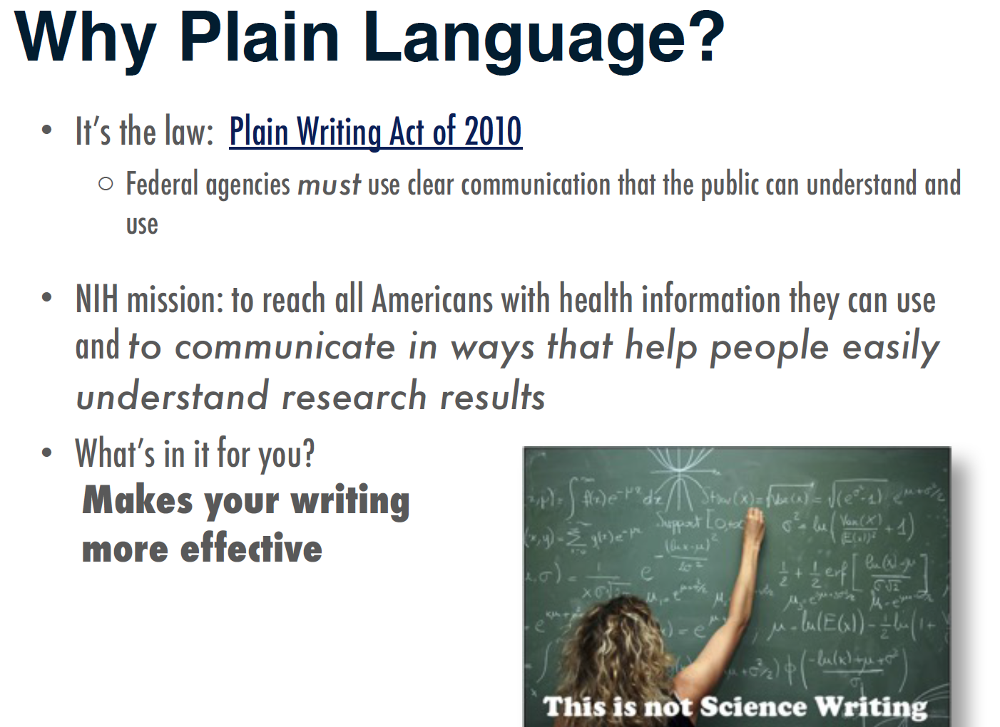 Why Plain Language?
• It’s the law: Plain Writing Act of 2010
○ Federal agencies must use clear communication that the public can understand and
use
• NIH mission: to reach all Americans with health information they can use
and to communicate in ways that help people easily
understand research results
• What’s in it for you?
Makes your writing
more effective
This is not Science Writing